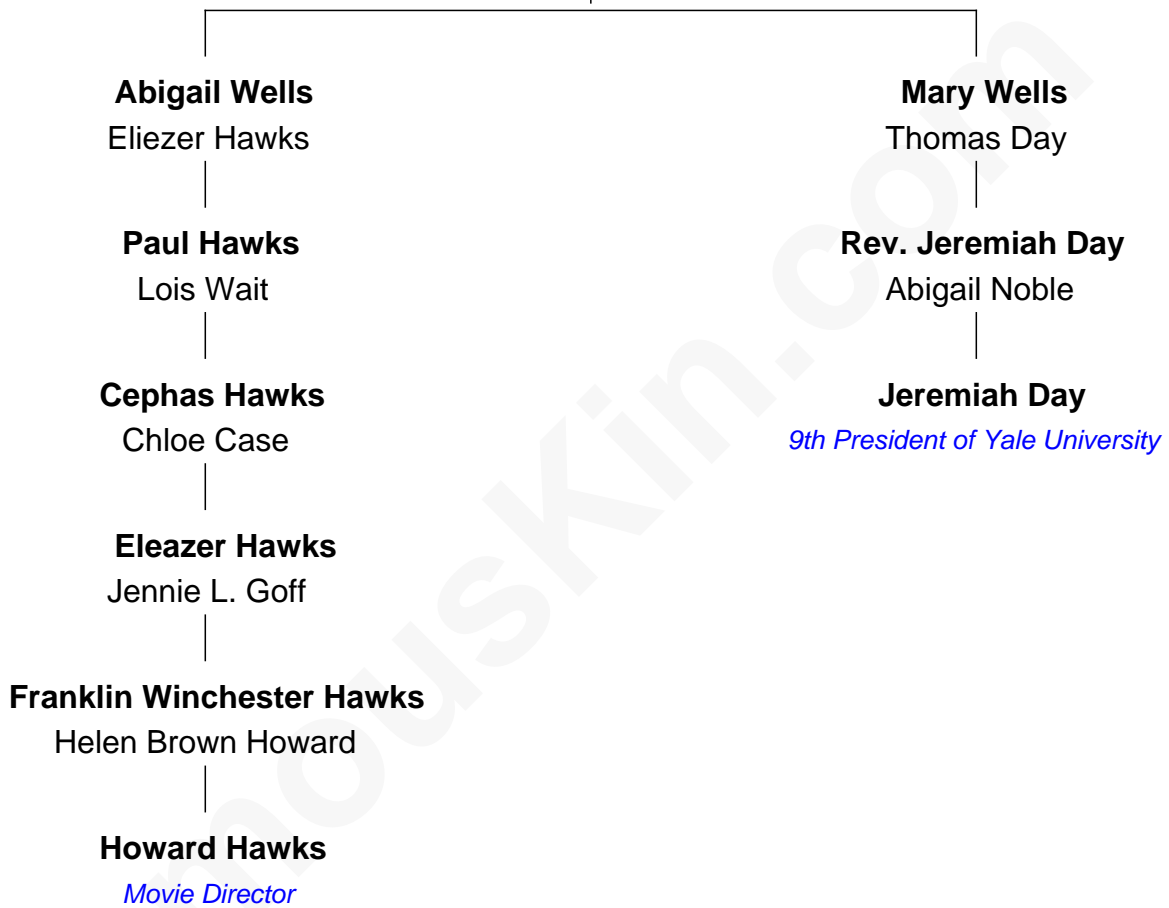 Abigail Wells
Eliezer Hawks
Paul Hawks
Lois Wait
Cephas Hawks
Chloe Case
Eleazer Hawks
Jennie L. Goff
Franklin Winchester Hawks
Helen Brown Howard
Howard Hawks
Movie Director
Mary Wells
Thomas Day
Rev. Jeremiah Day
Abigail Noble
Jeremiah Day
9th President of Yale University
mousKin.com